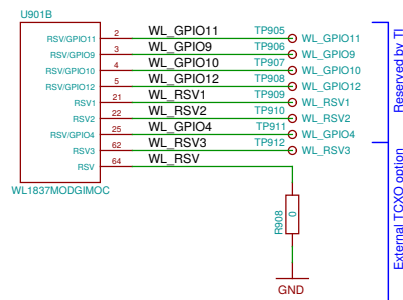 U901B
RSV/GPIO11 2 WL_GPIO11 TP905 WL_GPIO11
RSV/GPIO9 3 WL_GPIO9 TP906 WL_GPIO9
RSV/GPIO10 4 WL_GPIO10 TP907 WL_GPIO10
RSV/GPIO12 5 WL_GPIO12 TP908 WL_GPIO12
RSV1 21 WL_RSV1 TP909 WL_RSV1
RSV2 22 WL_RSV2 TP910 WL_RSV2
RSV/GPIO4 25 WL_GPIO4 TP911 WL_GPIO4
RSV3 62 WL_RSV3 TP912 WL_RSV3
RSV 64 WL_RSV
WL1837MODGIMOC
R908
0
GND
Reserved by TI
External TCXO option